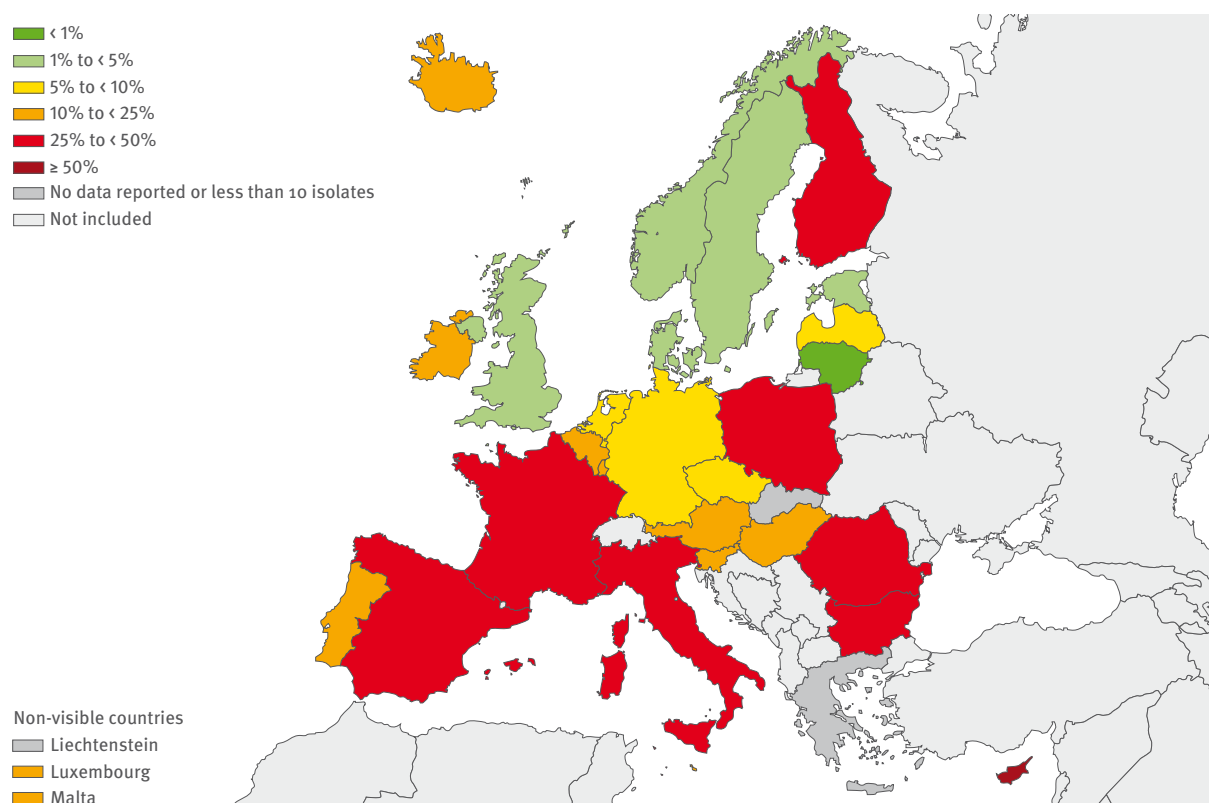 < 1%
1% to < 5%
5% to < 10%
10% to < 25%
25% to < 50%
≥ 50%
No data reported or less than 10 isolates
Not included
Non-visible countries
Liechtenstein
Luxembourg
Malta